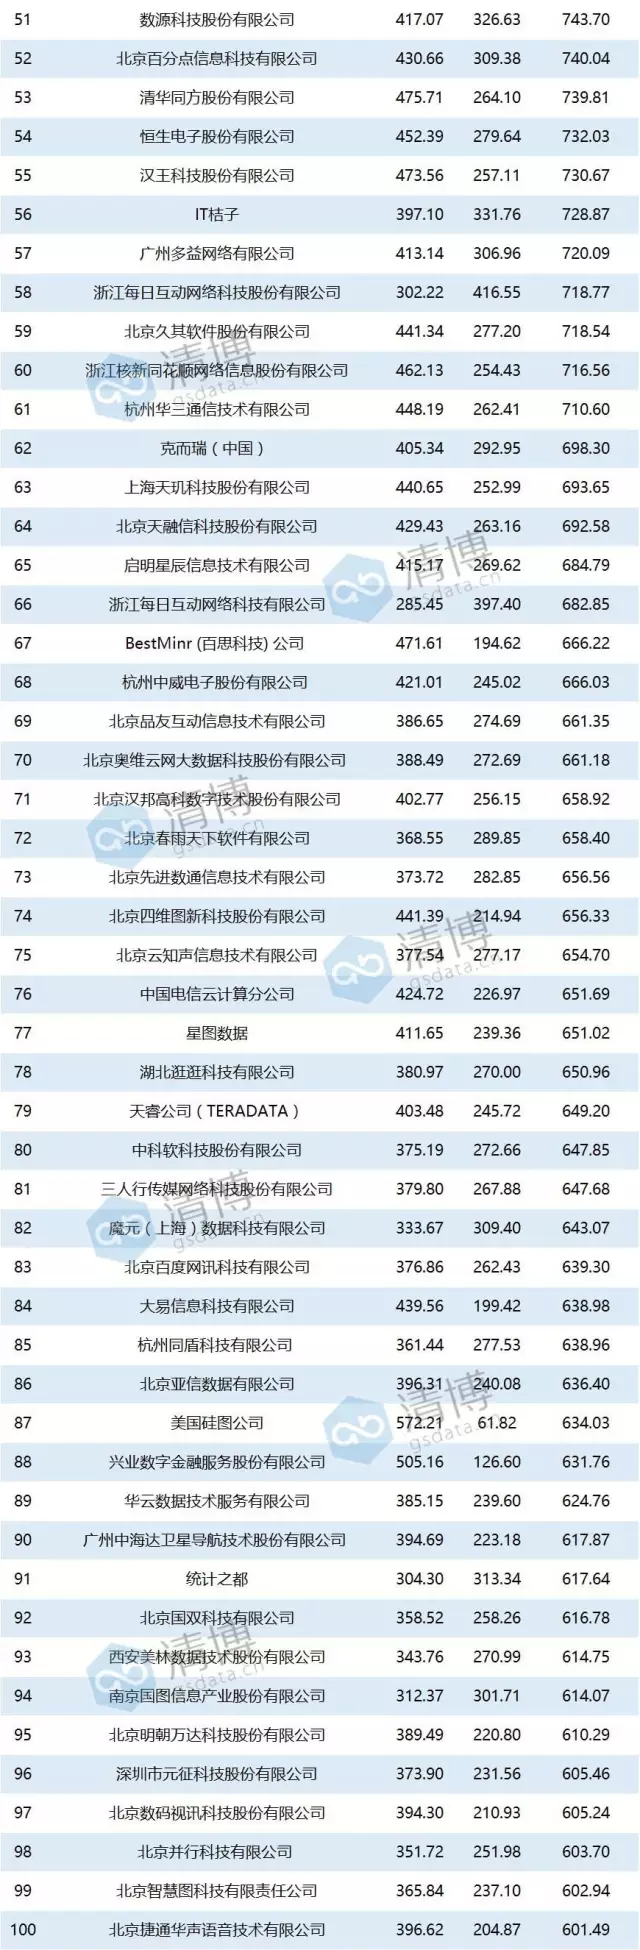 51 数源科技股份有限公司 417.07 326.63 743.70
52 北京百分点信息科技有限公司 430.66 309.38 740.04
53 清华同方股份有限公司 475.71 264.10 739.81
54 恒生电子股份有限公司 452.39 279.64 732.03
55 汉王科技股份有限公司 473.56 257.11 730.67
56 IT桔子 397.10 331.76 728.87
57 广州多益网络有限公司 413.14 306.96 720.09
58 浙江每日互动网络科技股份有限公司 302.22 416.55 718.77
59 北京久其软件股份有限公司 441.34 277.20 718.54
60 浙江核新同花顺网络信息股份有限公司 462.13 254.43 716.56
61 杭州华三通信技术有限公司 448.19 262.41 710.60
62 克而瑞（中国） 405.34 292.95 698.30
63 上海天玑科技股份有限公司 440.65 252.99 693.65
64 北京天融信科技股份有限公司 429.43 263.16 692.58
65 启明星辰信息技术有限公司 415.17 269.62 684.79
66 浙江每日互动网络科技有限公司 285.45 397.40 682.85
67 BestMinr (百思科技) 公司 471.61 194.62 666.22
68 杭州中威电子股份有限公司 421.01 245.02 666.03
69 北京品友互动信息技术有限公司 386.65 274.69 661.35
70 北京奥维云网大数据科技股份有限公司 388.49 272.69 661.18
71 北京汉邦高科数字技术股份有限公司 402.77 256.15 658.92
72 北京春雨天下软件有限公司 368.55 289.85 658.40
73 北京先进数通信息技术有限公司 373.72 282.85 656.56
74 北京四维图新科技股份有限公司 441.39 214.94 656.33
75 北京云知声信息技术有限公司 377.54 277.17 654.70
76 中国电信云计算分公司 424.72 226.97 651.69
77 星图数据 411.65 239.36 651.02
78 湖北逛逛科技有限公司 380.97 270.00 650.96
79 天睿公司（TERADATA） 403.48 245.72 649.20
80 中科软科技股份有限公司 375.19 272.66 647.85
81 三人行传媒网络科技股份有限公司 379.80 267.88 647.68
82 魔元（上海）数据科技有限公司 333.67 309.40 643.07
83 北京百度网讯科技有限公司 376.86 262.43 639.30
84 大易信息科技有限公司 439.56 199.42 638.98
85 杭州同盾科技有限公司 361.44 277.53 638.96
86 北京亚信数据有限公司 396.31 240.08 636.40
87 美国硅图公司 572.21 61.82 634.03
88 兴业数字金融服务股份有限公司 505.16 126.60 631.76
89 华云数据技术服务有限公司 385.15 239.60 624.76
90 广州中海达卫星导航技术股份有限公司 394.69 223.18 617.87
91 统计之都 304.30 313.34 617.64
92 北京国双科技有限公司 358.52 258.26 616.78
93 西安美林数据技术股份有限公司 343.76 270.99 614.75
94 南京国图信息产业股份有限公司 312.37 301.71 614.07
95 北京明朝万达科技股份有限公司 389.49 220.80 610.29
96 深圳市元征科技股份有限公司 373.90 231.56 605.46
97 北京数码视讯科技股份有限公司 394.30 210.93 605.24
98 北京并行科技有限公司 351.72 251.98 603.70
99 北京智慧图科技有限责任公司 365.84 237.10 602.94
100 北京捷通华声语音技术有限公司 396.62 204.87 601.49
清博
gsdata.cn
清博
gsdata.cn
清博
gsdata.cn
清博
gsdata.cn
清博
gsdata.cn
清博
gsdata.cn
清博
gsdata.cn